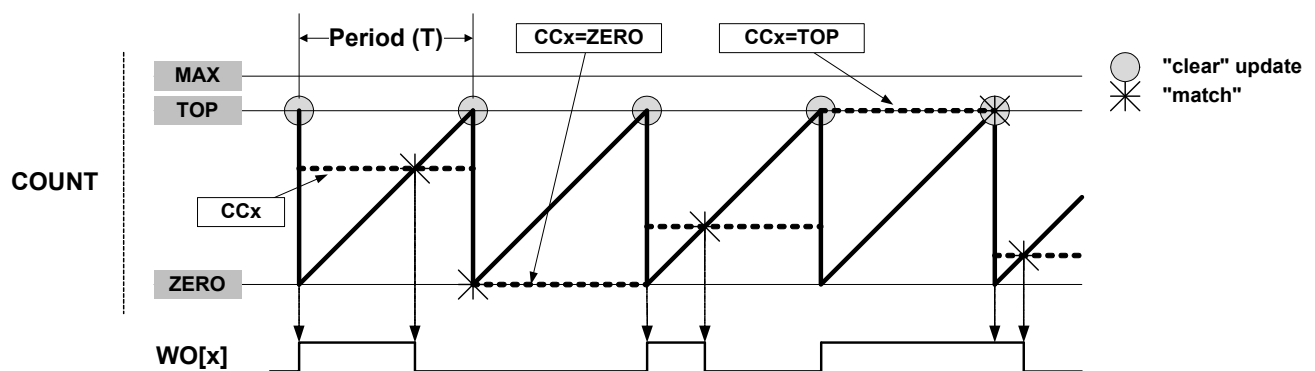 Period (T)
CCx=ZERO
CCx=TOP
"clear" update
"match"
MAX
TOP
COUNT
CCx
ZERO
WO[x]